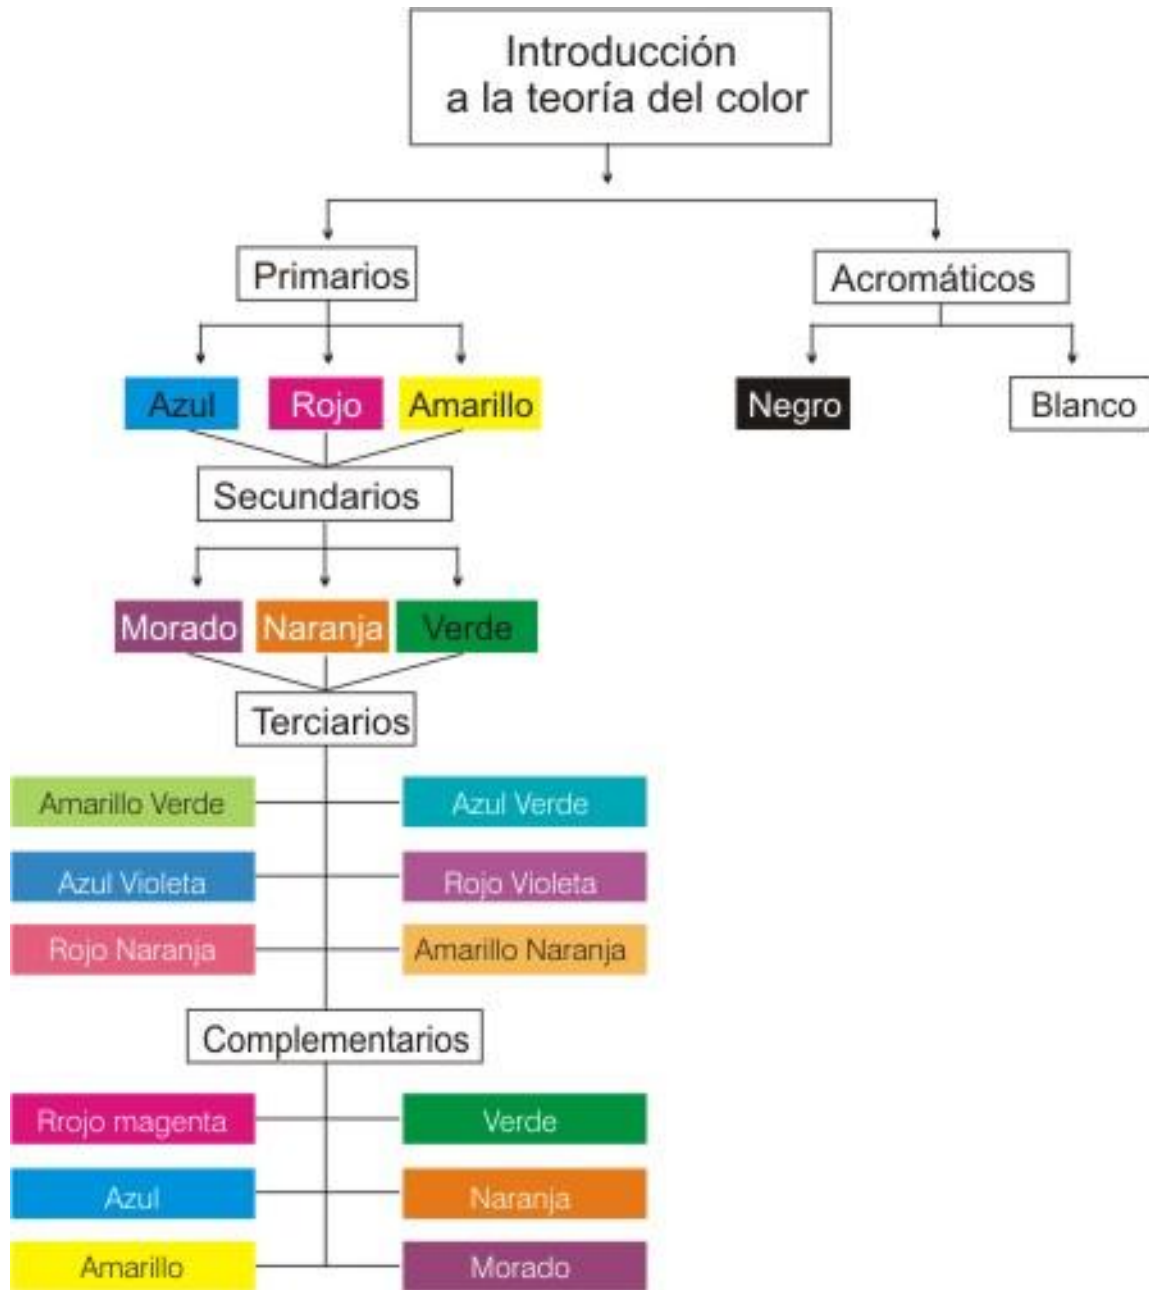 Introducción
a la teoría del color
Primarios
Acromáticos
Azul
Rojo
Amarillo
Negro
Blanco
Secundarios
Morado
Naranja
Verde
Terciarios
Amarillo Verde
Azul Verde
Azul Violeta
Rojo Violeta
Rojo Naranja
Amarillo Naranja
Complementarios
Rrojo magenta
Verde
Azul
Naranja
Amarillo
Morado